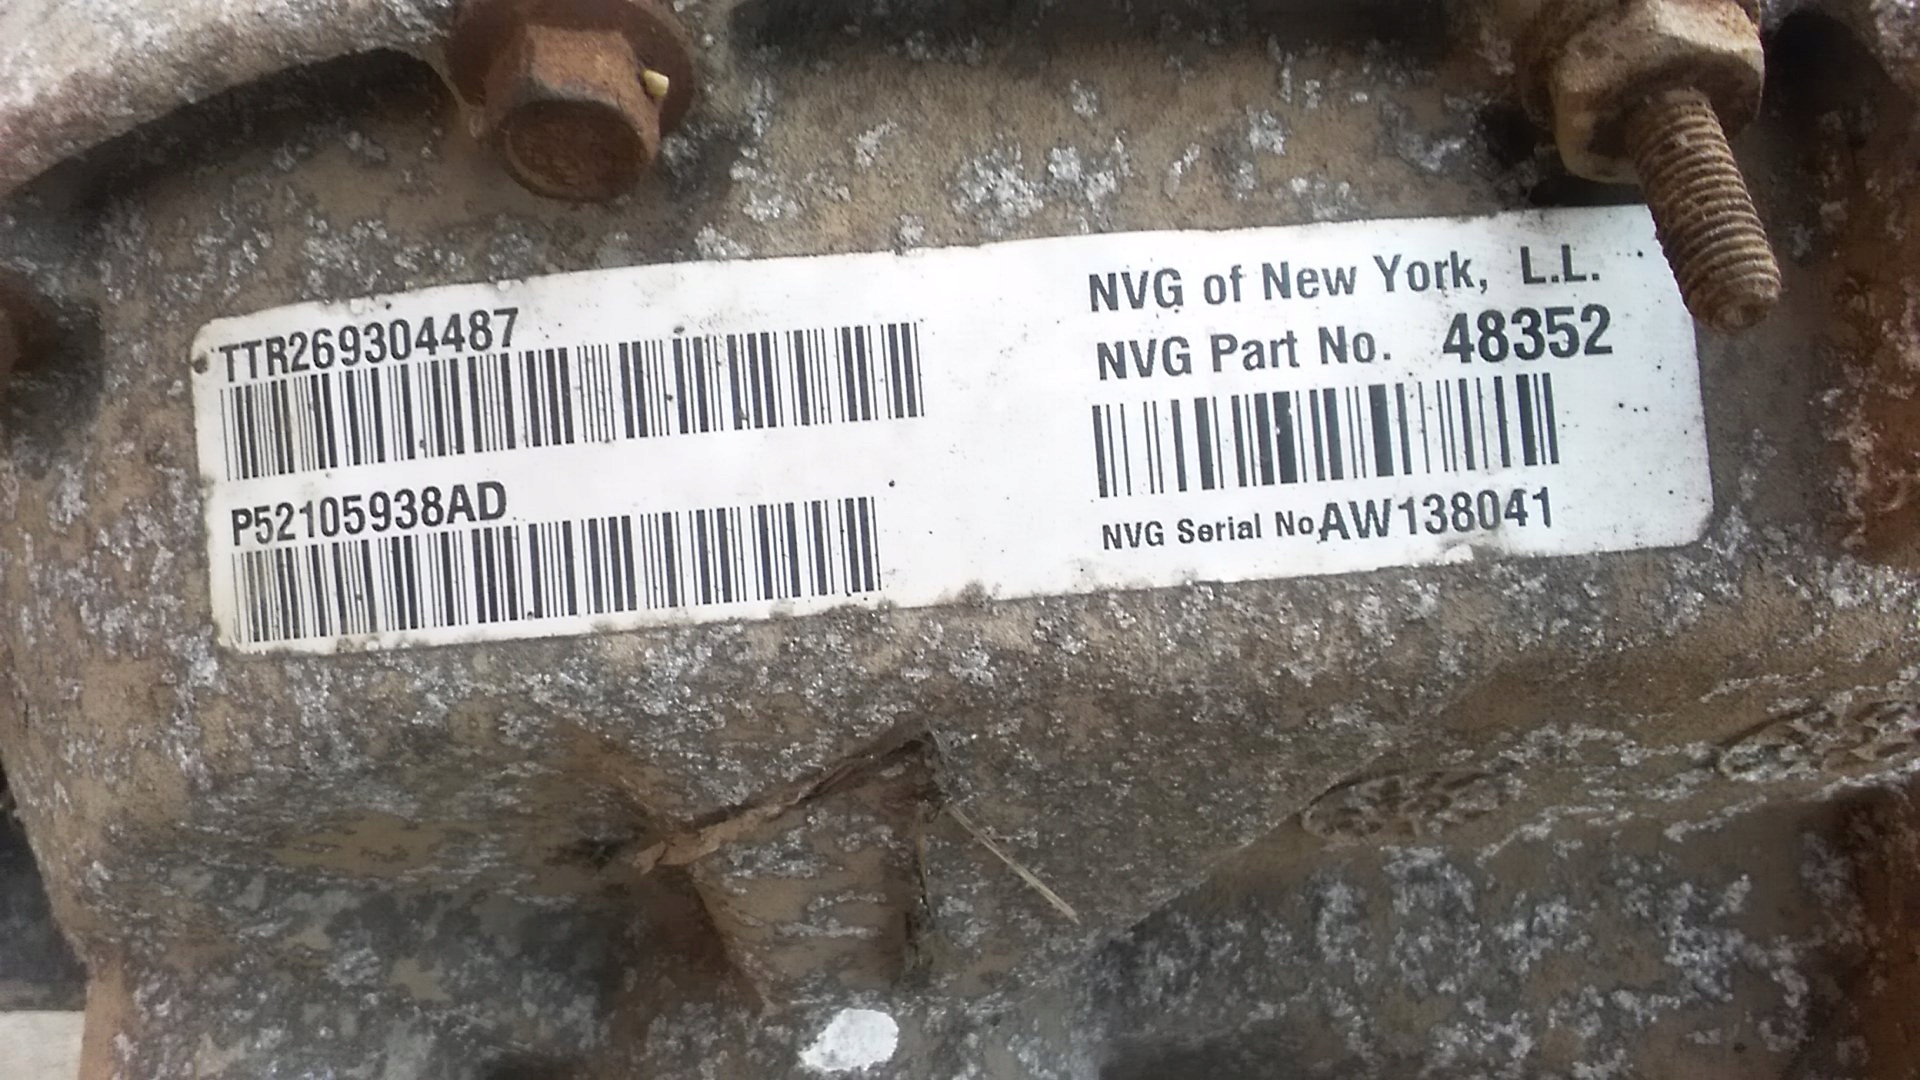 TTR269304487
P52105938AD
NVG of New York, L.L.
NVG Part No. 48352
NVG Serial No. AW138041